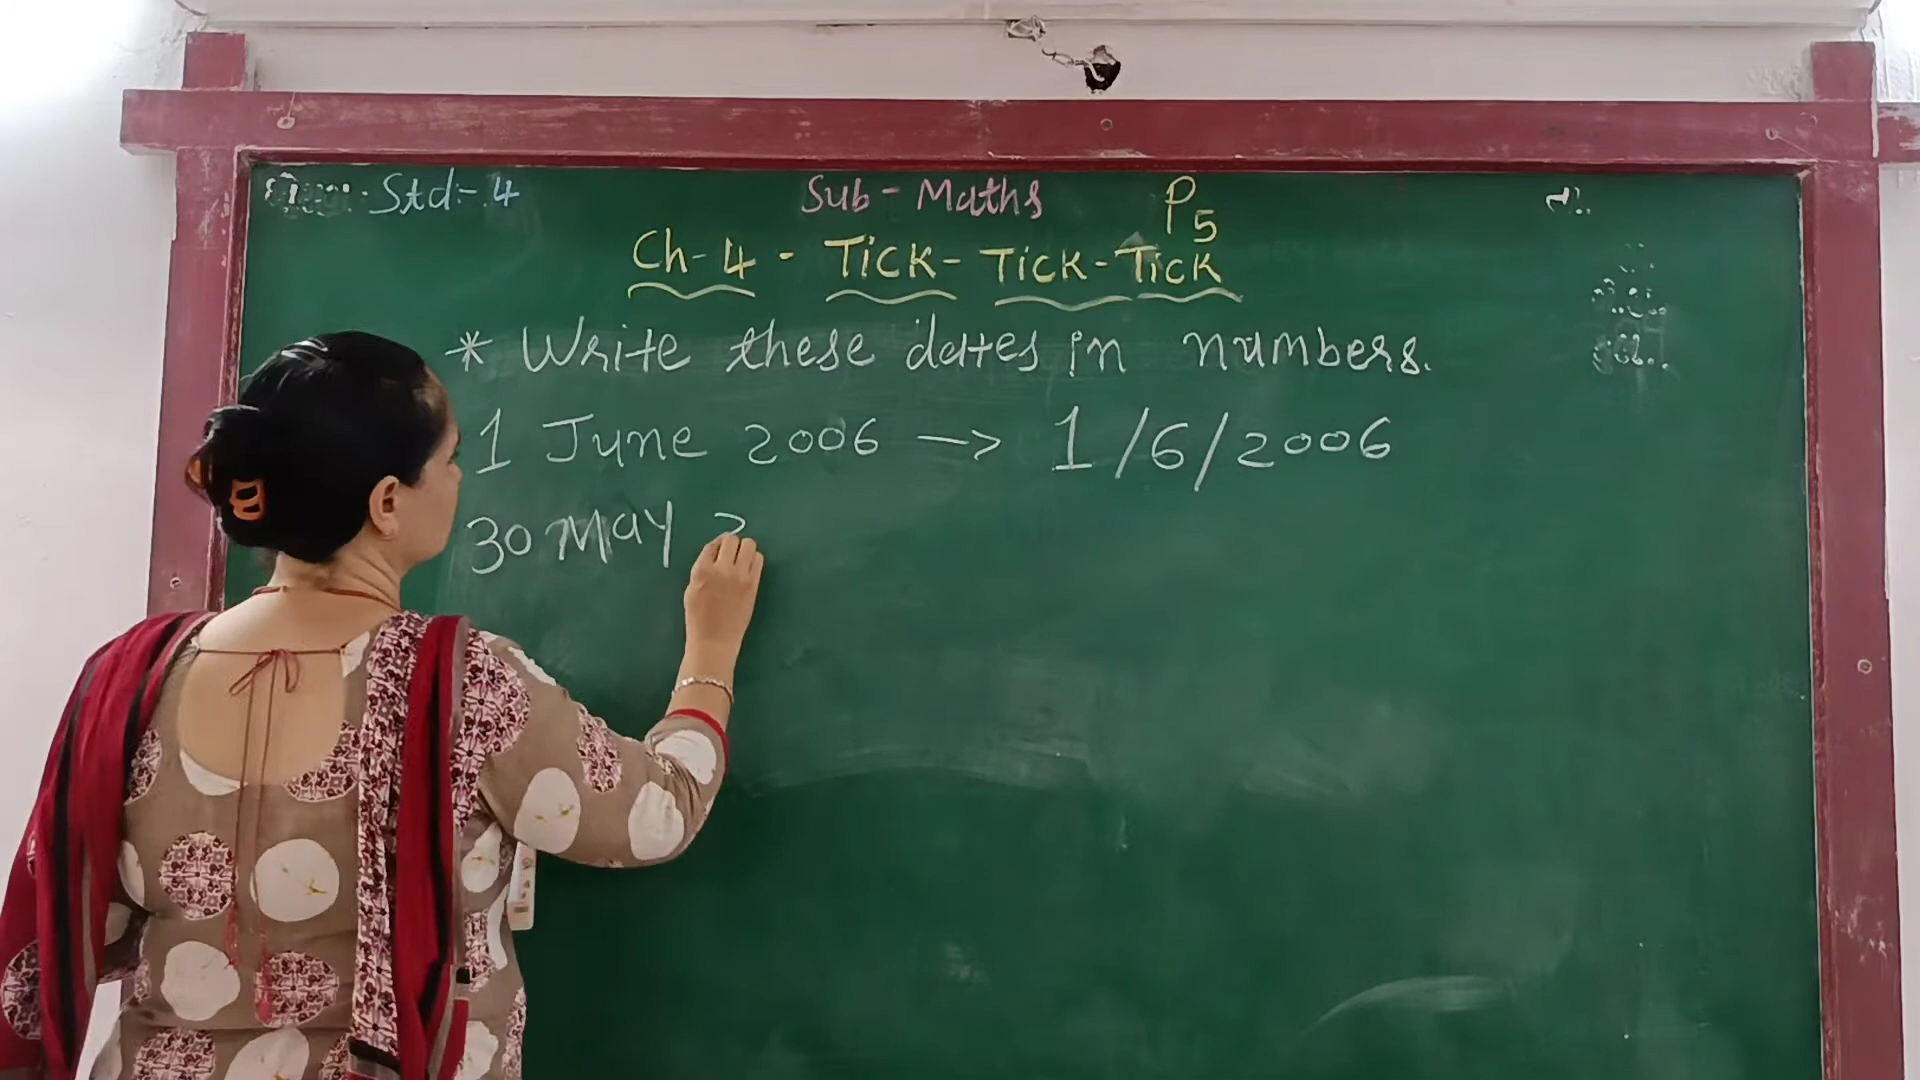 Std:- 4
Sub - Maths
P5
Ch-4 - Tick - Tick - Tick
* Write these dates in numbers.
1 June 2006 -> 1/6/2006
30 May 2